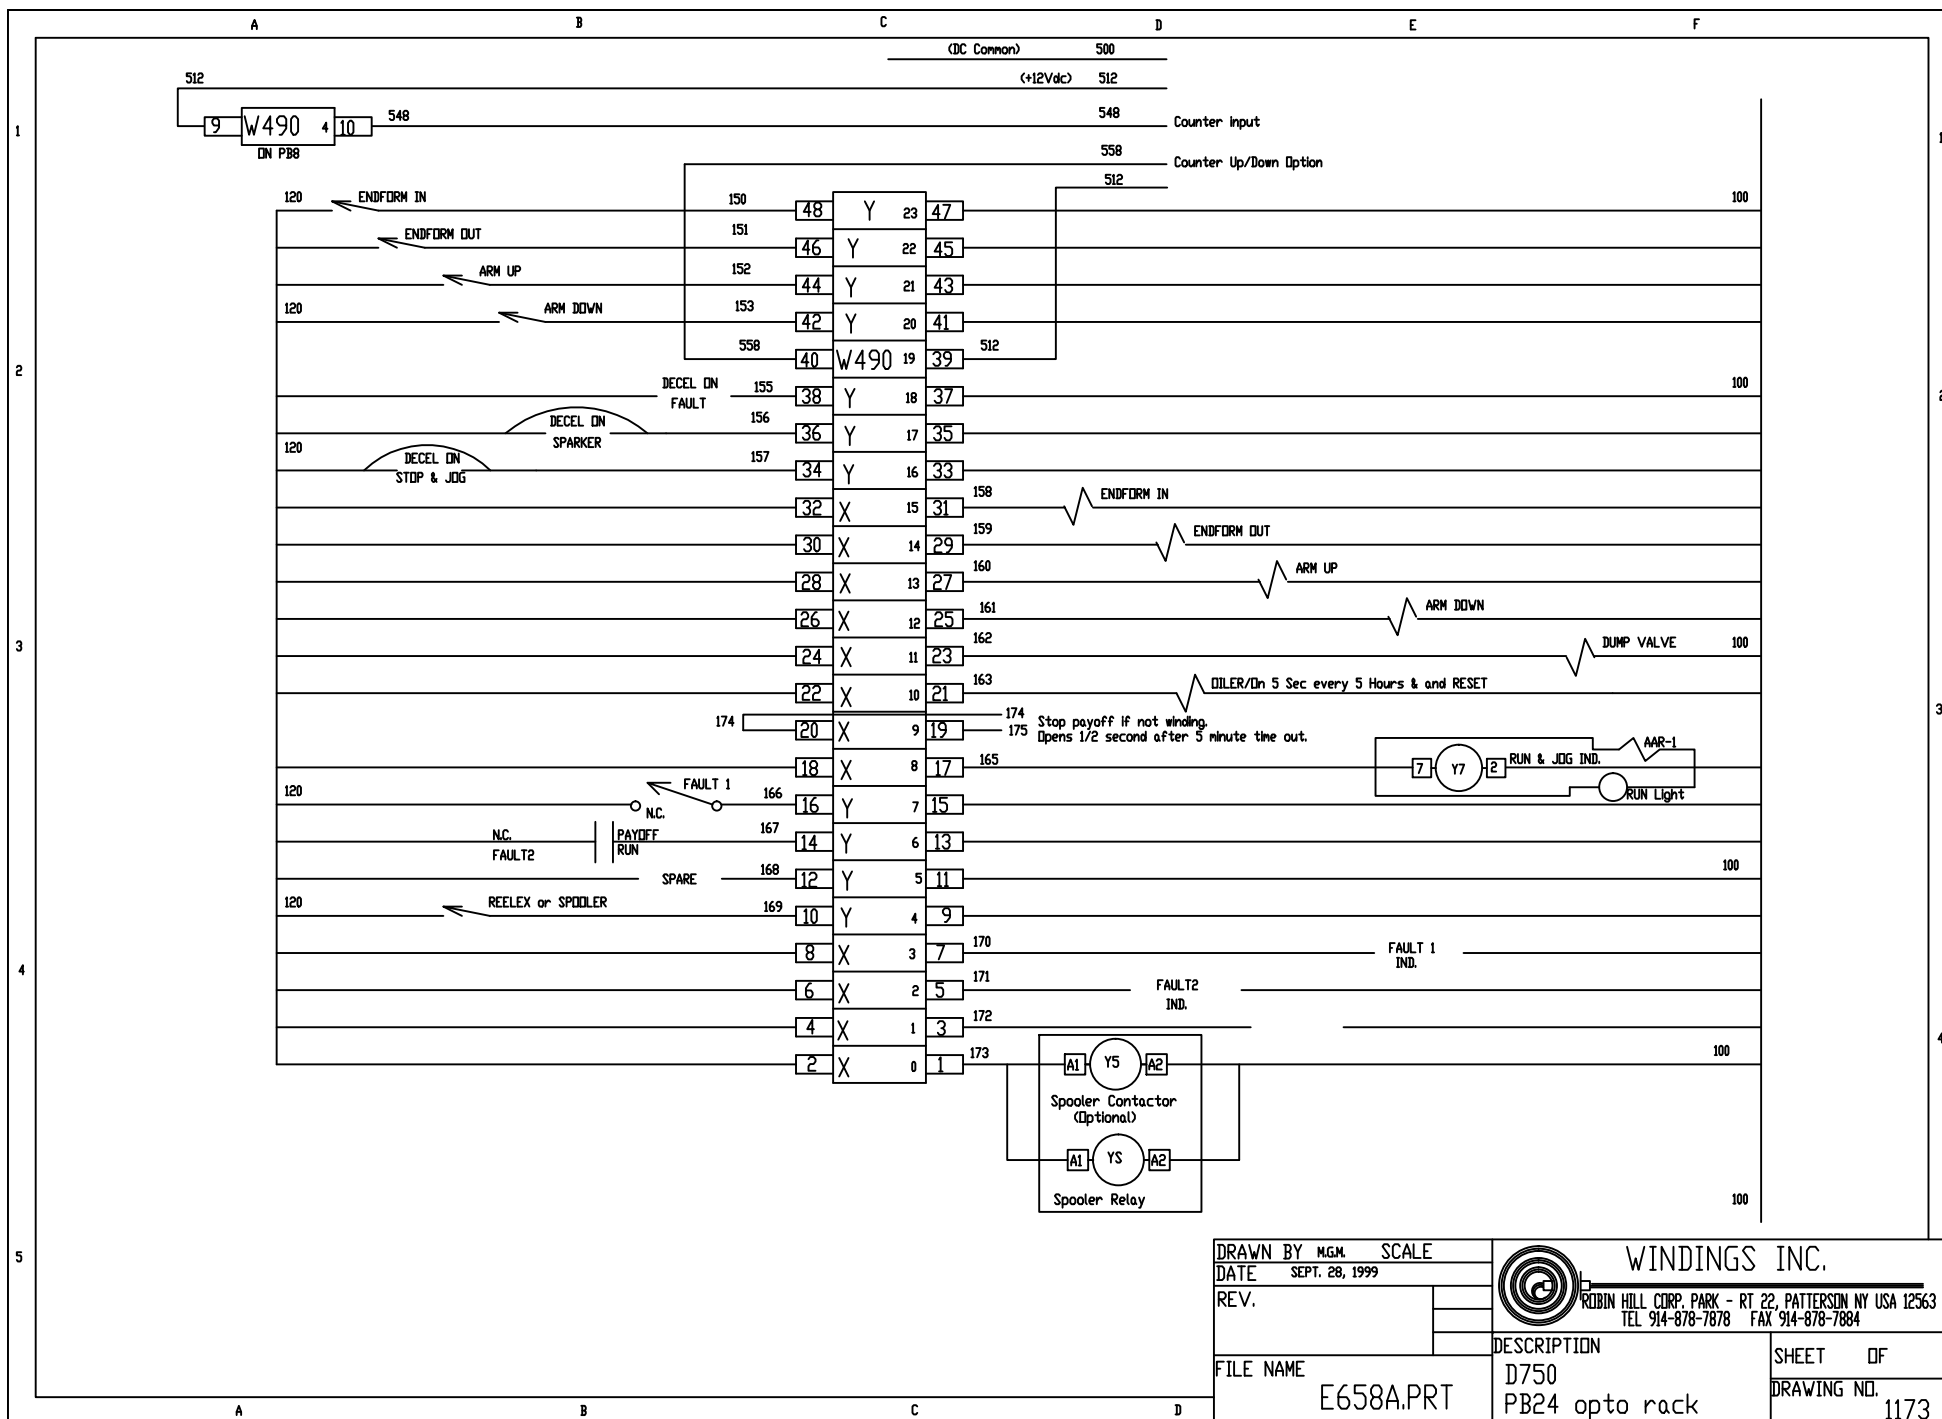 A B C D E F
(DC Common) 500
512 (+12Vdc) 512
1 9 W490 4 10 548 548 Counter input 1
ON PB8
558 Counter Up/Down Option
512
120 ENDFORM IN 150 48 Y 23 47 100
ENDFORM OUT 151 46 Y 22 45
ARM UP 152 44 Y 21 43
120 ARM DOWN 153 42 Y 20 41
2 558 40 W490 19 39 512
DECEL ON FAULT 155 38 Y 18 37 100 2
DECEL ON SPARKER 156 36 Y 17 35
120 DECEL ON STOP & JOG 157 34 Y 16 33
32 X 15 31 158 ENDFORM IN
30 X 14 29 159 ENDFORM OUT
28 X 13 27 160 ARM UP
26 X 12 25 161 ARM DOWN
3 24 X 11 23 162 DUMP VALVE 100
22 X 10 21 163 OILER/On 5 Sec every 5 Hours & and RESET
174 174 Stop payoff if not winding. 3
20 X 9 19 175 Opens 1/2 second after 5 minute time out.
AAR-1
18 X 8 17 165 7 Y7 2 RUN & JOG IND.
RUN Light
120 N.C. FAULT 1 166 16 Y 7 15
N.C. FAULT2 PAYOFF RUN 167 14 Y 6 13
SPARE 168 12 Y 5 11 100
120 REELEX or SPOOLER 169 10 Y 4 9
4 8 X 3 7 170 FAULT 1 IND.
6 X 2 5 171 FAULT2 IND.
4 X 1 3 172 4
2 X 0 1 173 A1 Y5 A2 100
Spooler Contactor
(Optional)
A1 YS A2
Spooler Relay
100
5
DRAWN BY M.G.M. SCALE
DATE SEPT. 28, 1999
REV.
FILE NAME
E658A.PRT
WINDINGS INC.
ROBIN HILL CORP. PARK - RT 22, PATTERSON NY USA 12563
TEL 914-878-7878 FAX 914-878-7884
DESCRIPTION
D750
PB24 opto rack
SHEET OF
DRAWING NO.
1173
A B C D